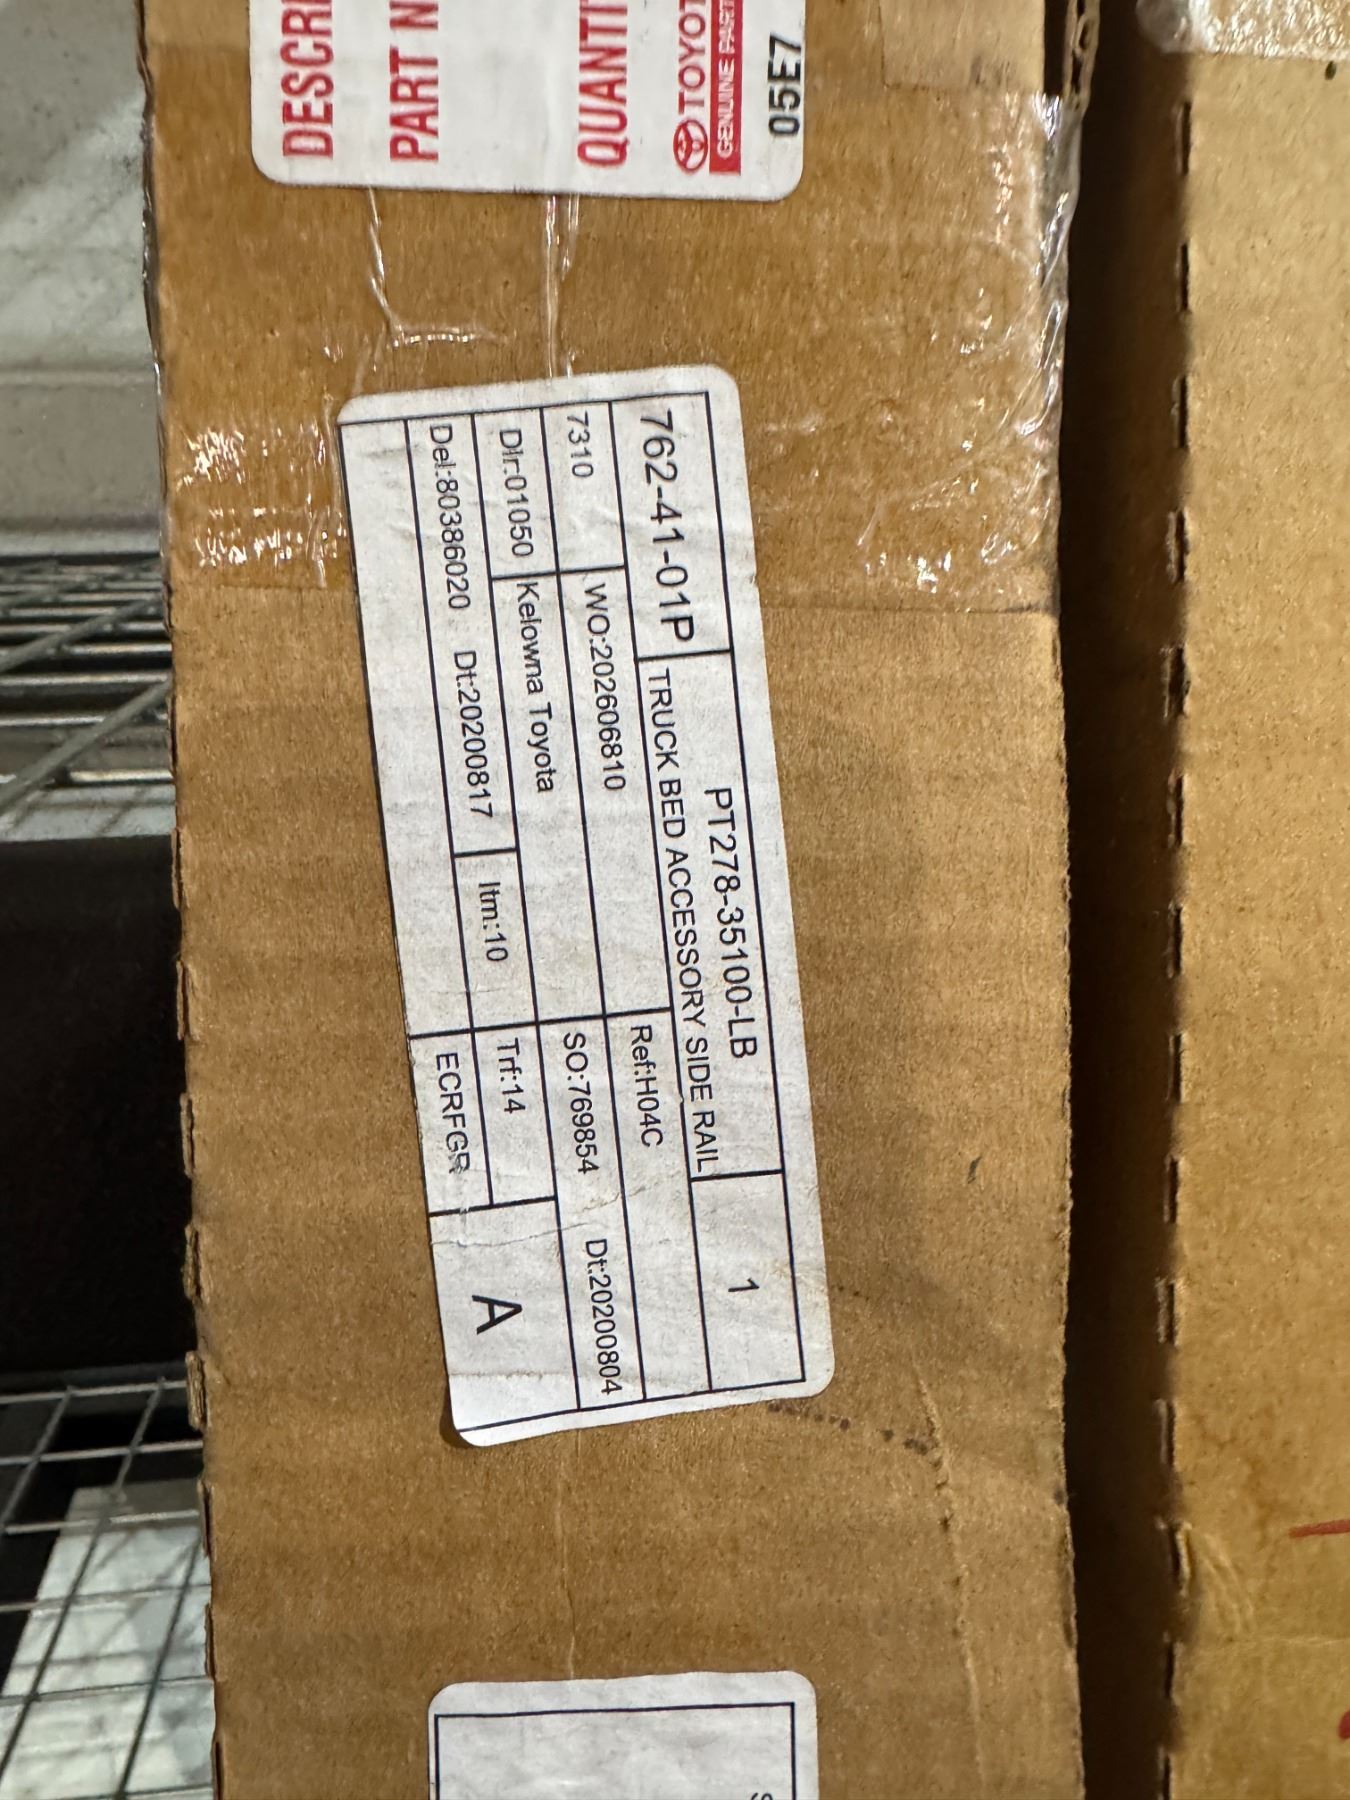 DESCRI
PART N
QUANTI
TOYOT
GENUINE PART
05E7
762-41-01P PT278-35100-LB 1
TRUCK BED ACCESSORY SIDE RAIL
7310 WO:202606810 Ref:H04C
Dlr:01050 Kelowna Toyota SO:769854 Dt:20200804
Del:80386020 Dt:20200817 Itm:10 Trf:14
ECRFGR A